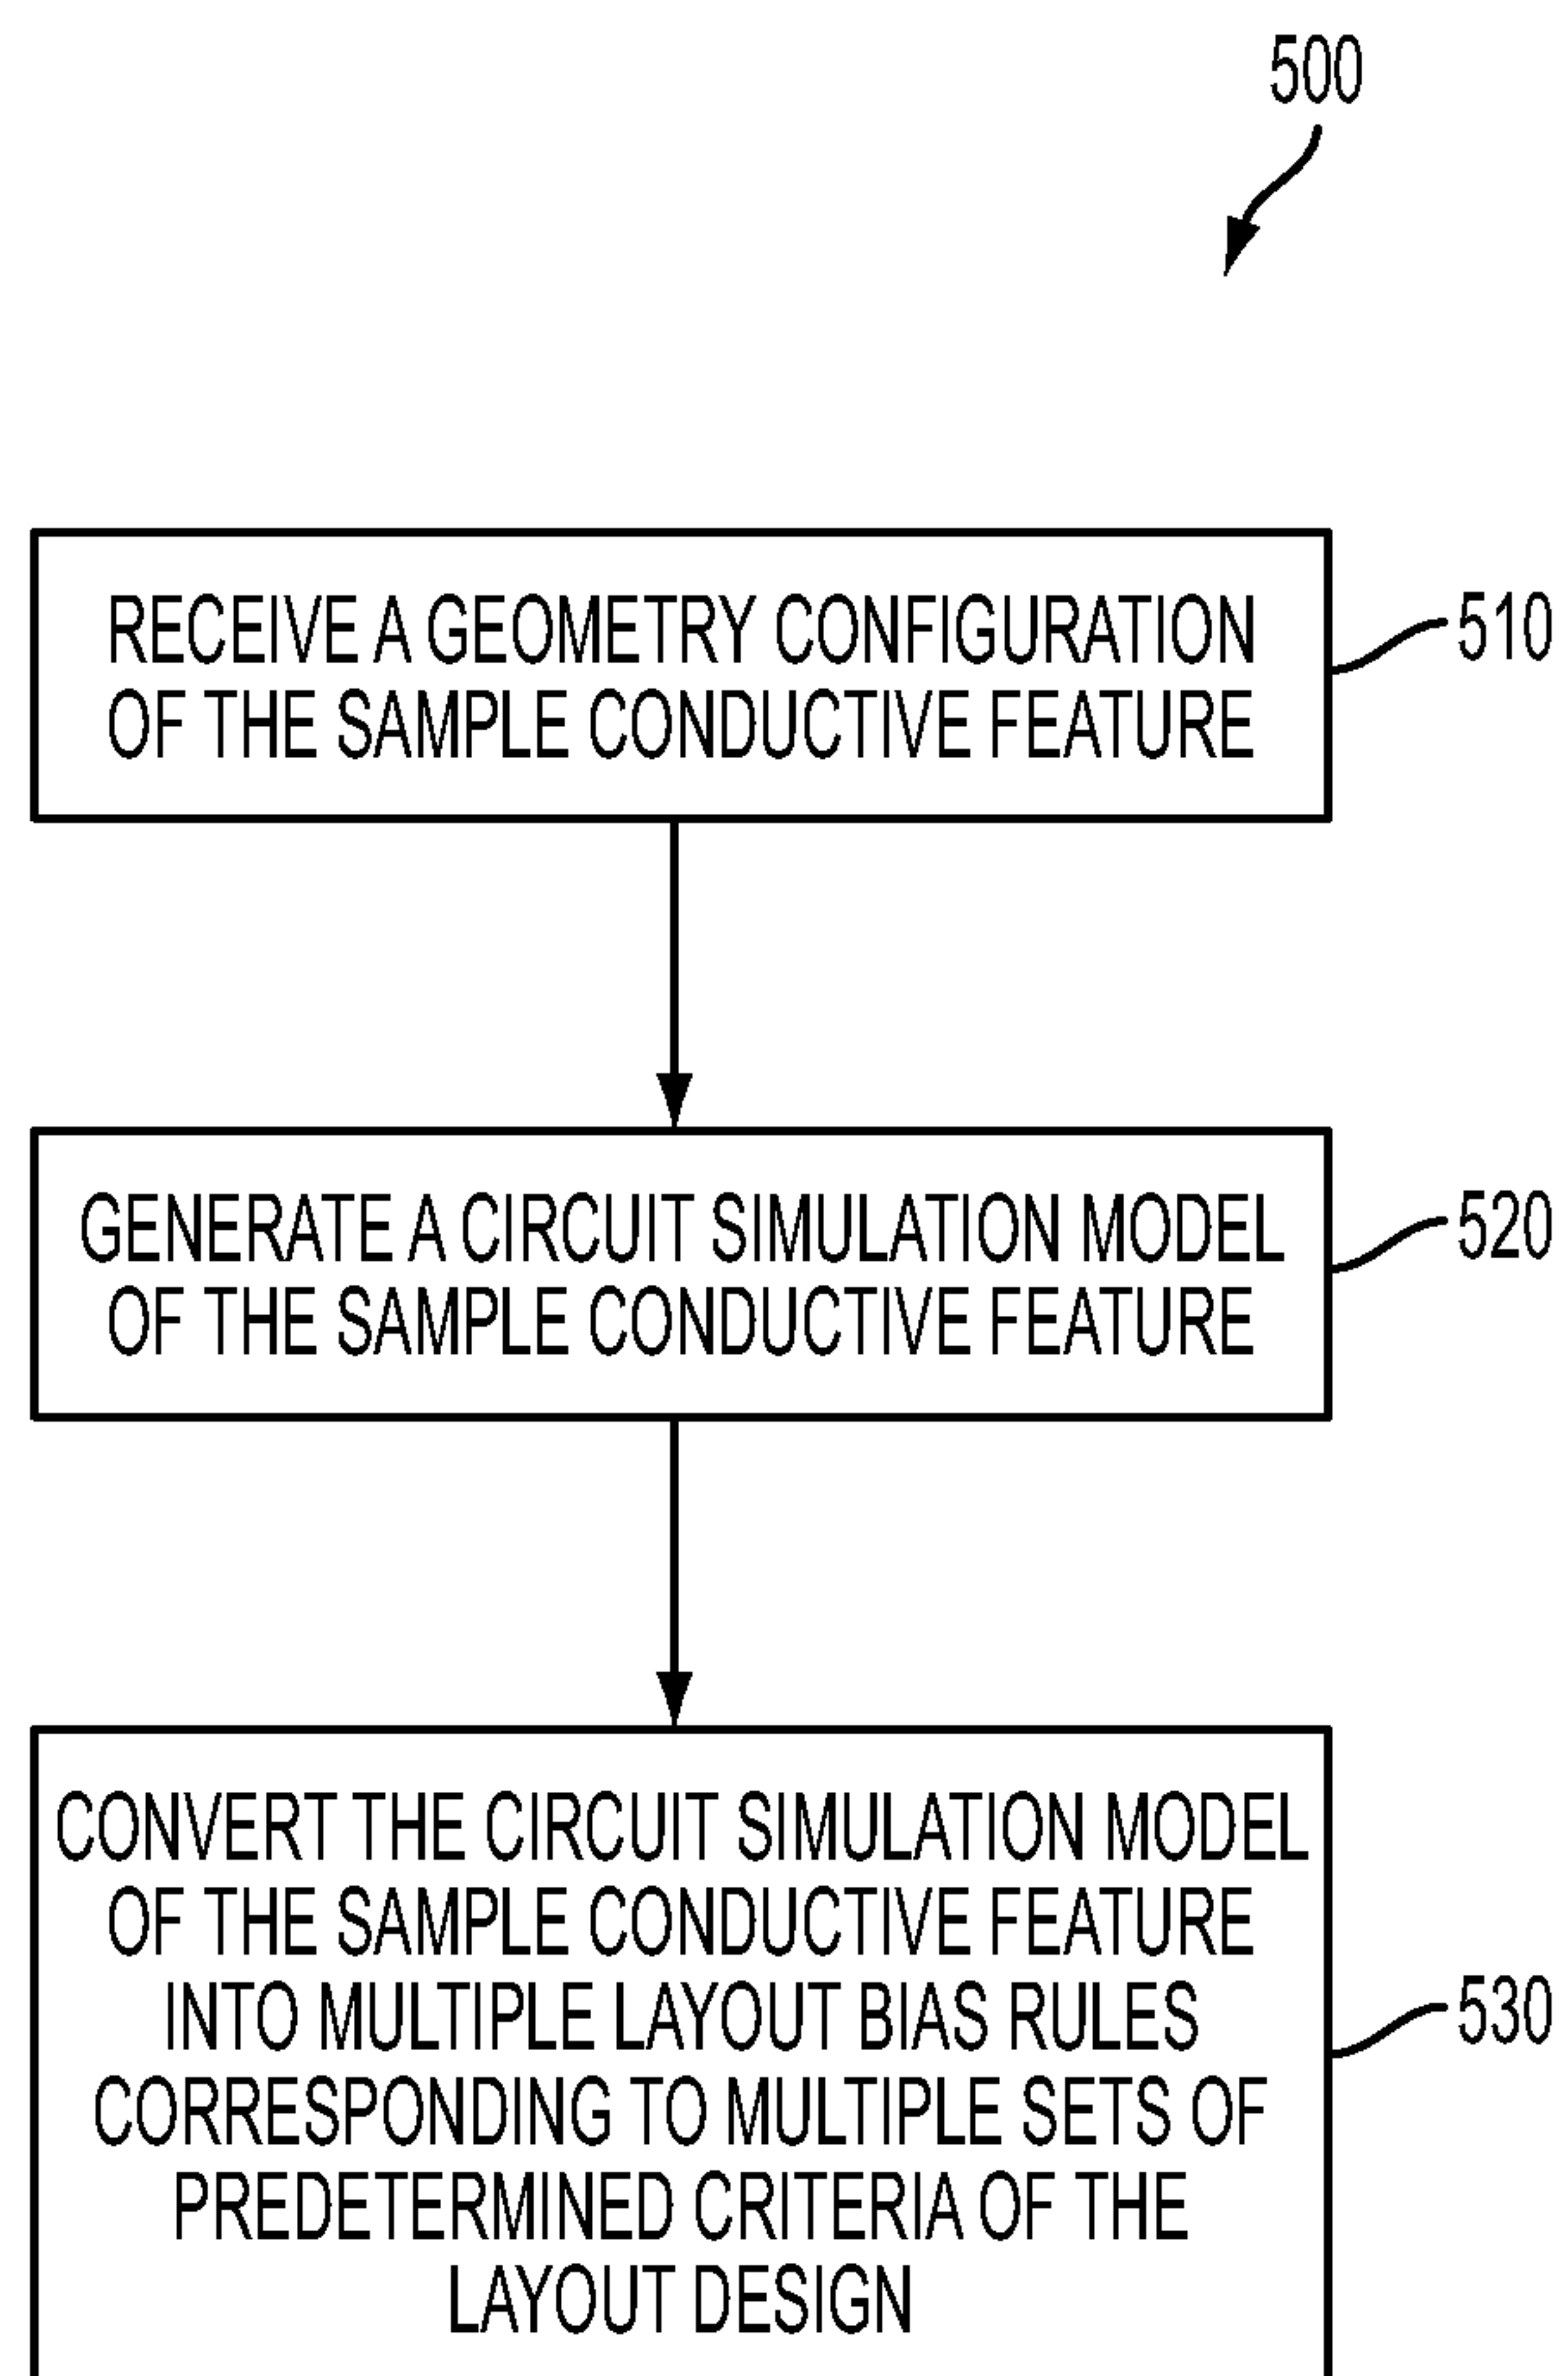 500
RECEIVE A GEOMETRY CONFIGURATION
OF THE SAMPLE CONDUCTIVE FEATURE
510
GENERATE A CIRCUIT SIMULATION MODEL
OF THE SAMPLE CONDUCTIVE FEATURE
520
CONVERT THE CIRCUIT SIMULATION MODEL
OF THE SAMPLE CONDUCTIVE FEATURE
INTO MULTIPLE LAYOUT BIAS RULES
CORRESPONDING TO MULTIPLE SETS OF
PREDETERMINED CRITERIA OF THE
LAYOUT DESIGN
530